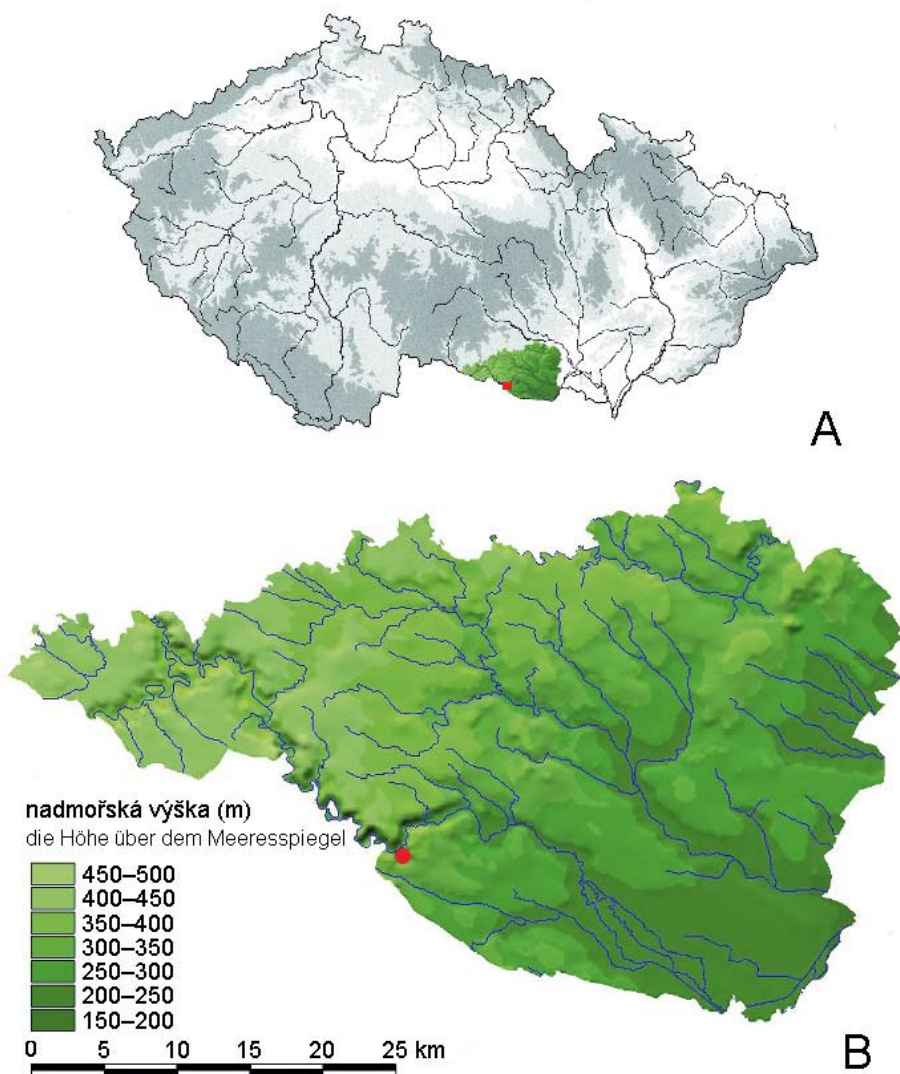 A
nadmořská výška (m)
die Höhe über dem Meeresspiegel
450–500
400–450
350–400
300–350
250–300
200–250
150–200
0 5 10 15 20 25 km
B